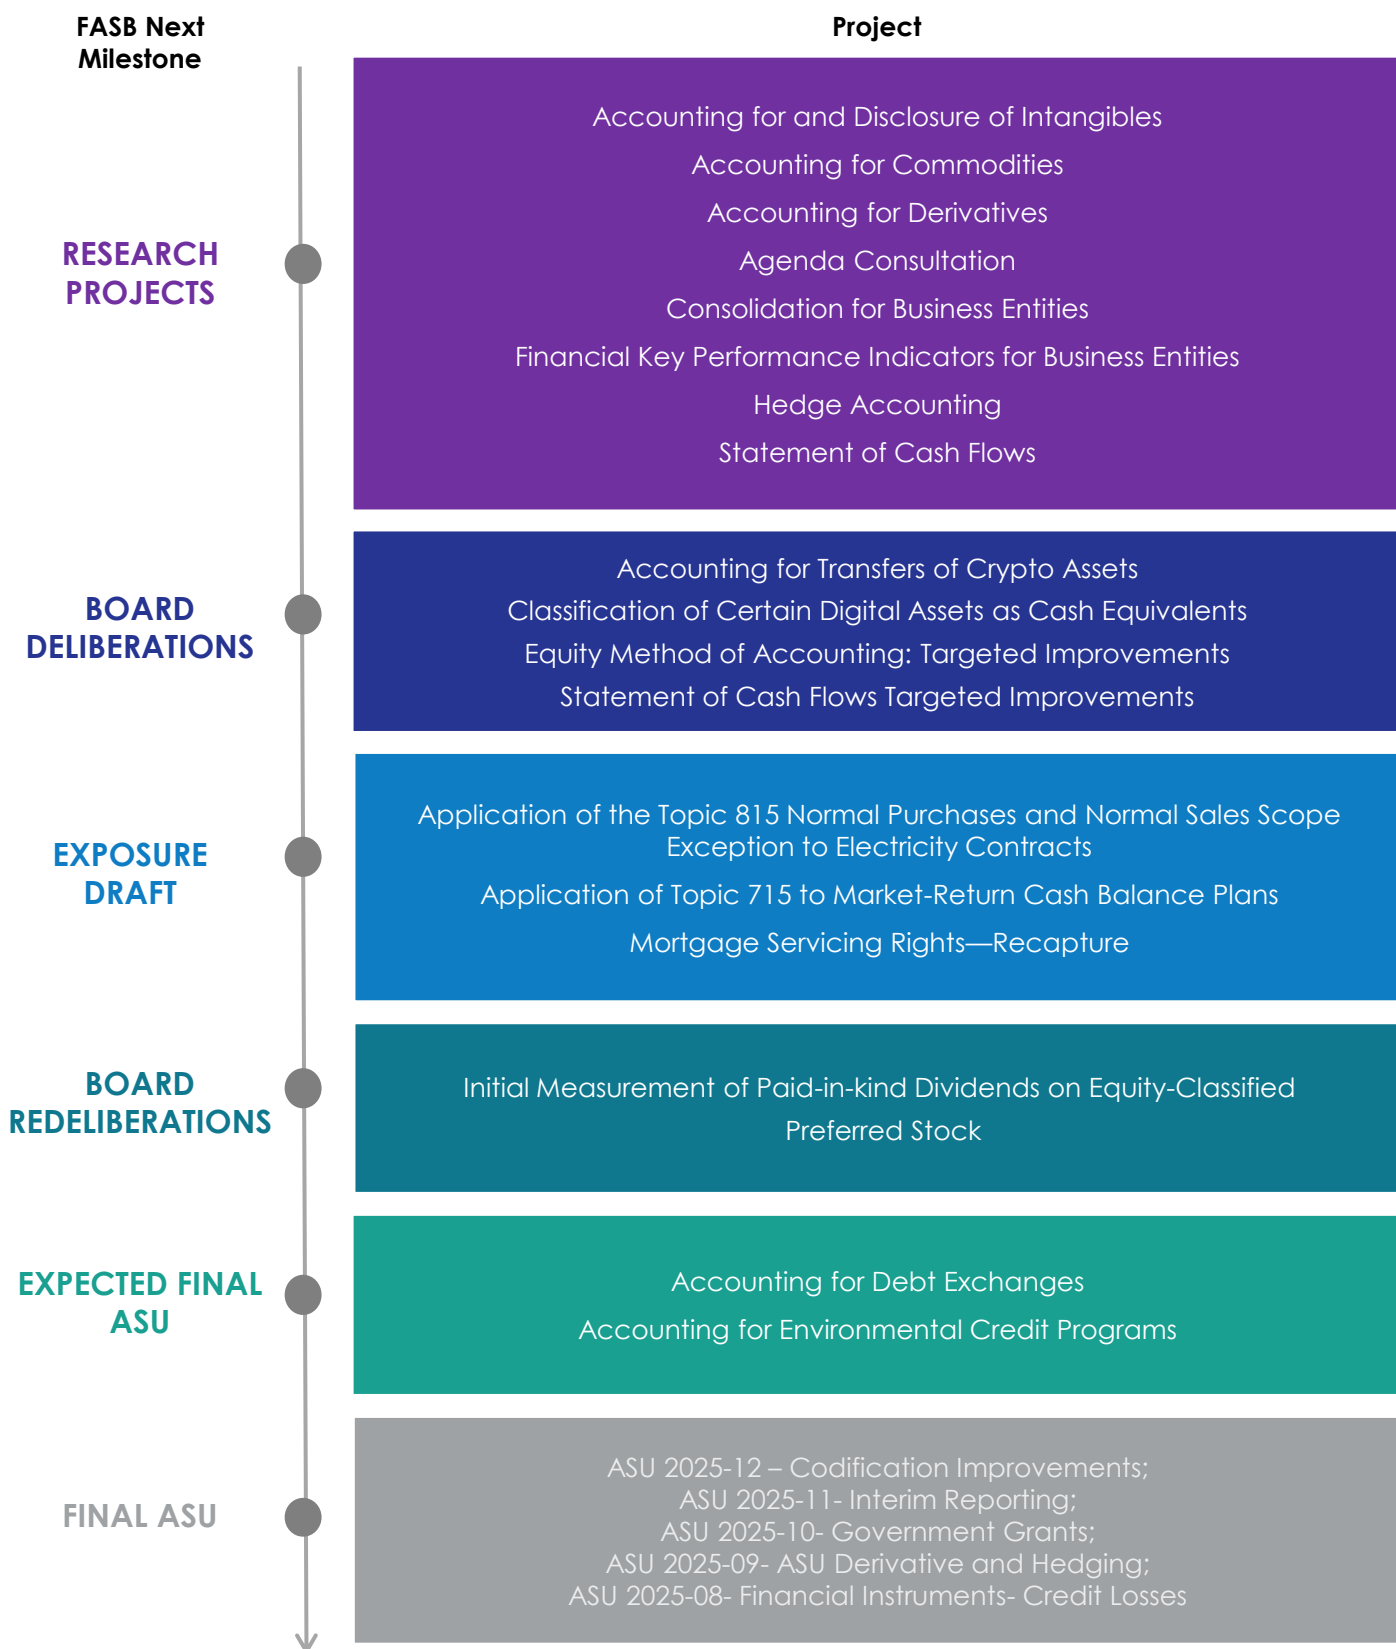 FASB Next
Milestone
Project
RESEARCH
PROJECTS
Accounting for and Disclosure of Intangibles
Accounting for Commodities
Accounting for Derivatives
Agenda Consultation
Consolidation for Business Entities
Financial Key Performance Indicators for Business Entities
Hedge Accounting
Statement of Cash Flows
BOARD
DELIBERATIONS
Accounting for Transfers of Crypto Assets
Classification of Certain Digital Assets as Cash Equivalents
Equity Method of Accounting: Targeted Improvements
Statement of Cash Flows Targeted Improvements
EXPOSURE
DRAFT
Application of the Topic 815 Normal Purchases and Normal Sales Scope
Exception to Electricity Contracts
Application of Topic 715 to Market-Return Cash Balance Plans
Mortgage Servicing Rights—Recapture
BOARD
REDELIBERATIONS
Initial Measurement of Paid-in-kind Dividends on Equity-Classified
Preferred Stock
EXPECTED FINAL
ASU
Accounting for Debt Exchanges
Accounting for Environmental Credit Programs
FINAL ASU
ASU 2025-12 – Codification Improvements;
ASU 2025-11- Interim Reporting;
ASU 2025-10- Government Grants;
ASU 2025-09- ASU Derivative and Hedging;
ASU 2025-08- Financial Instruments- Credit Losses